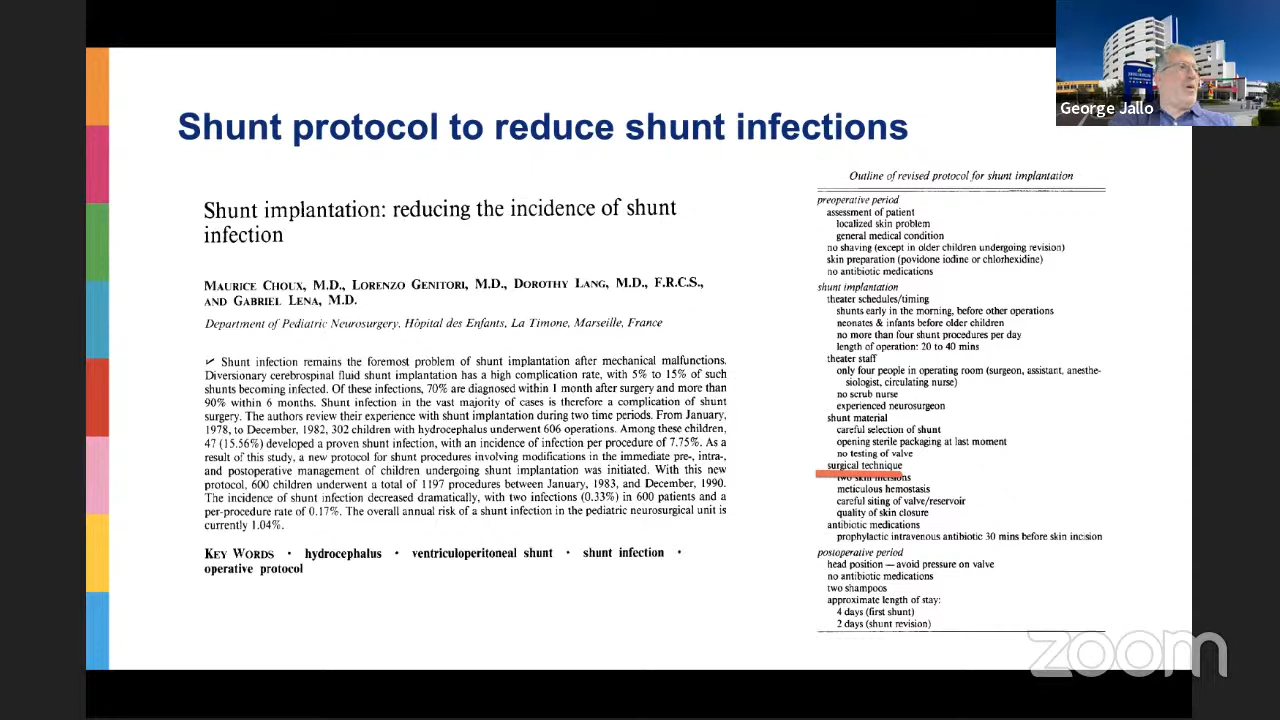 George Jallo
Shunt protocol to reduce shunt infections
Shunt implantation: reducing the incidence of shunt
infection
MAURICE CHOUX, M.D., LORENZO GENITORI, M.D., DOROTHY LANG, M.D., F.R.C.S.,
AND GABRIEL LENA, M.D.
Department of Pediatric Neurosurgery, Hôpital des Enfants, La Timone, Marseille, France
✓ Shunt infection remains the foremost problem of shunt implantation after mechanical malfunctions.
Diversionary cerebrospinal fluid shunt implantation has a high complication rate, with 5% to 15% of such
shunts becoming infected. Of these infections, 70% are diagnosed within 1 month after surgery and more than
90% within 6 months. Shunt infection in the vast majority of cases is therefore a complication of shunt
surgery. The authors review their experience with shunt implantation during two time periods. From January,
1978, to December, 1982, 302 children with hydrocephalus underwent 606 operations. Among these children,
47 (15.56%) developed a proven shunt infection, with an incidence of infection per procedure of 7.75%. As a
result of this study, a new protocol for shunt procedures involving modifications in the immediate pre-, intra-,
and postoperative management of children undergoing shunt implantation was initiated. With this new
protocol, 600 children underwent a total of 1197 procedures between January, 1983, and December, 1990.
The incidence of shunt infection decreased dramatically, with two infections (0.33%) in 600 patients and a
per-procedure rate of 0.17%. The overall annual risk of a shunt infection in the pediatric neurosurgical unit is
currently 1.04%.
KEY WORDS • hydrocephalus • ventriculoperitoneal shunt • shunt infection •
operative protocol
Outline of revised protocol for shunt implantation
preoperative period
assessment of patient
localized skin problem
general medical condition
no shaving (except in older children undergoing revision)
skin preparation (povidone iodine or chlorhexidine)
no antibiotic medications
shunt implantation
theater schedules/timing
shunts early in the morning, before other operations
neonates & infants before older children
no more than four shunt procedures per day
length of operation: 20 to 40 mins
theater staff
only four people in operating room (surgeon, assistant, anesthe-
siologist, circulating nurse)
no scrub nurse
experienced neurosurgeon
shunt material
careful selection of shunt
opening sterile packaging at last moment
no testing of valve
surgical technique
two skin incisions
meticulous hemostasis
careful siting of valve/reservoir
quality of skin closure
antibiotic medications
prophylactic intravenous antibiotic 30 mins before skin incision
postoperative period
head position — avoid pressure on valve
no antibiotic medications
two shampoos
approximate length of stay:
4 days (first shunt)
2 days (shunt revision)
zoom